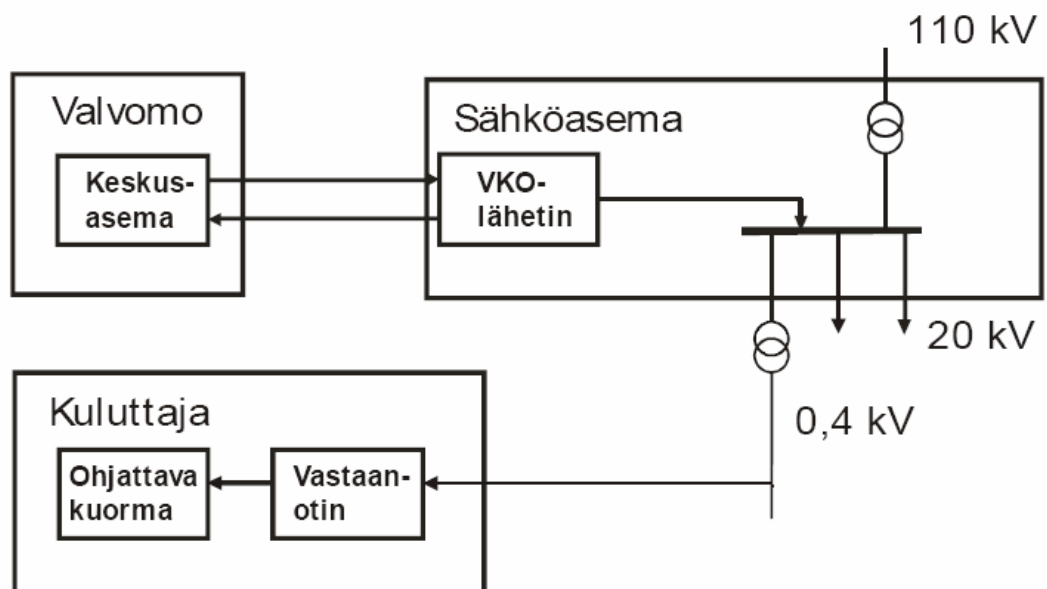 110 kV
Valvomo
Sähköasema
Keskus-
asema
VKO-
lähetin
20 kV
Kuluttaja
0,4 kV
Ohjattava
kuorma
Vastaan-
otin